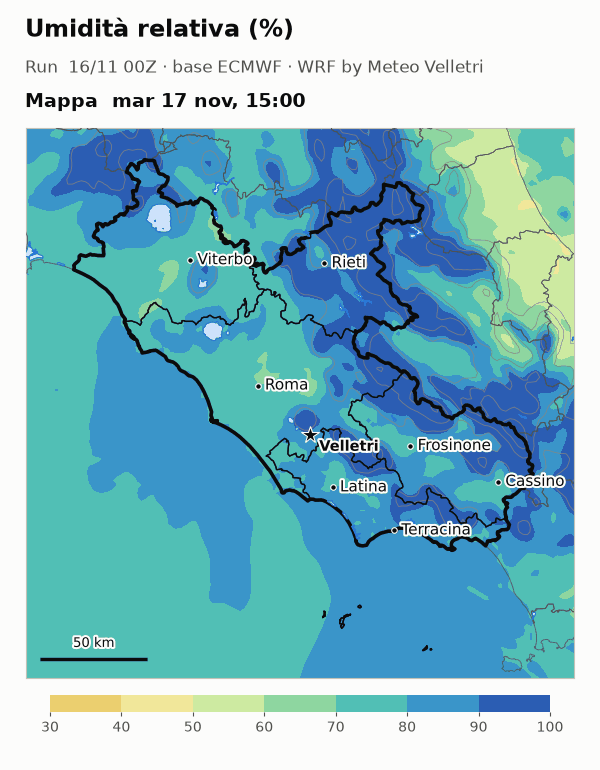 Umidità relativa (%)
Run  16/11 00Z · base ECMWF · WRF by Meteo Velletri
Mappa  mar 17 nov, 15:00
Viterbo
Rieti
Roma
Velletri
Frosinone
Cassino
Latina
Terracina
50 km
30 40 50 60 70 80 90 100